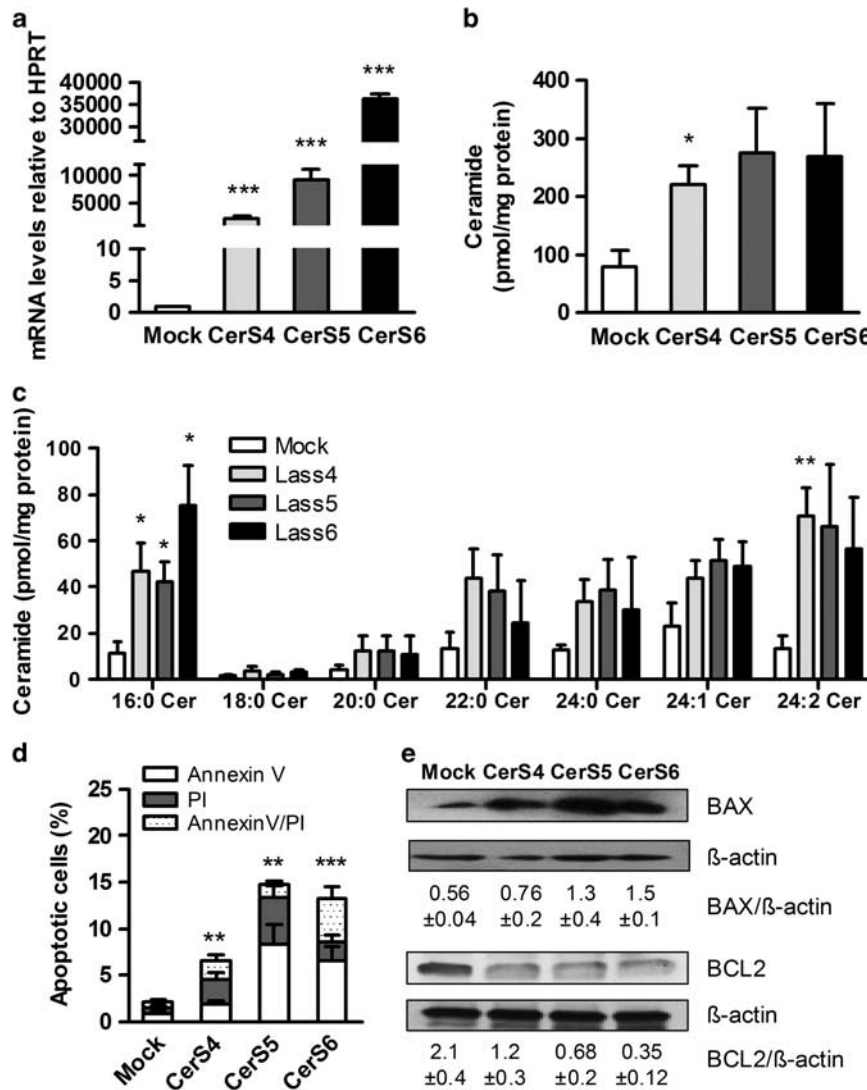 a
mRNA levels relative to HPRT
40000
35000
30000
10000
5000
10
5
0
***
***
***
Mock CerS4 CerS5 CerS6
b
Ceramide
(pmol/mg protein)
400
300
200
100
0
*
Mock CerS4 CerS5 CerS6
c
Ceramide (pmol/mg protein)
100
80
60
40
20
0
Mock
Lass4
Lass5
Lass6
*
*
*
**
16:0 Cer 18:0 Cer 20:0 Cer 22:0 Cer 24:0 Cer 24:1 Cer 24:2 Cer
d
Apoptotic cells (%)
25
20
15
10
5
0
Annexin V
PI
AnnexinV/PI
**
**
***
Mock CerS4 CerS5 CerS6
e
Mock CerS4 CerS5 CerS6
BAX
ß-actin
0.56 0.76 1.3 1.5
±0.04 ±0.2 ±0.4 ±0.1
BAX/ß-actin
BCL2
ß-actin
2.1 1.2 0.68 0.35
±0.4 ±0.3 ±0.2 ±0.12
BCL2/ß-actin